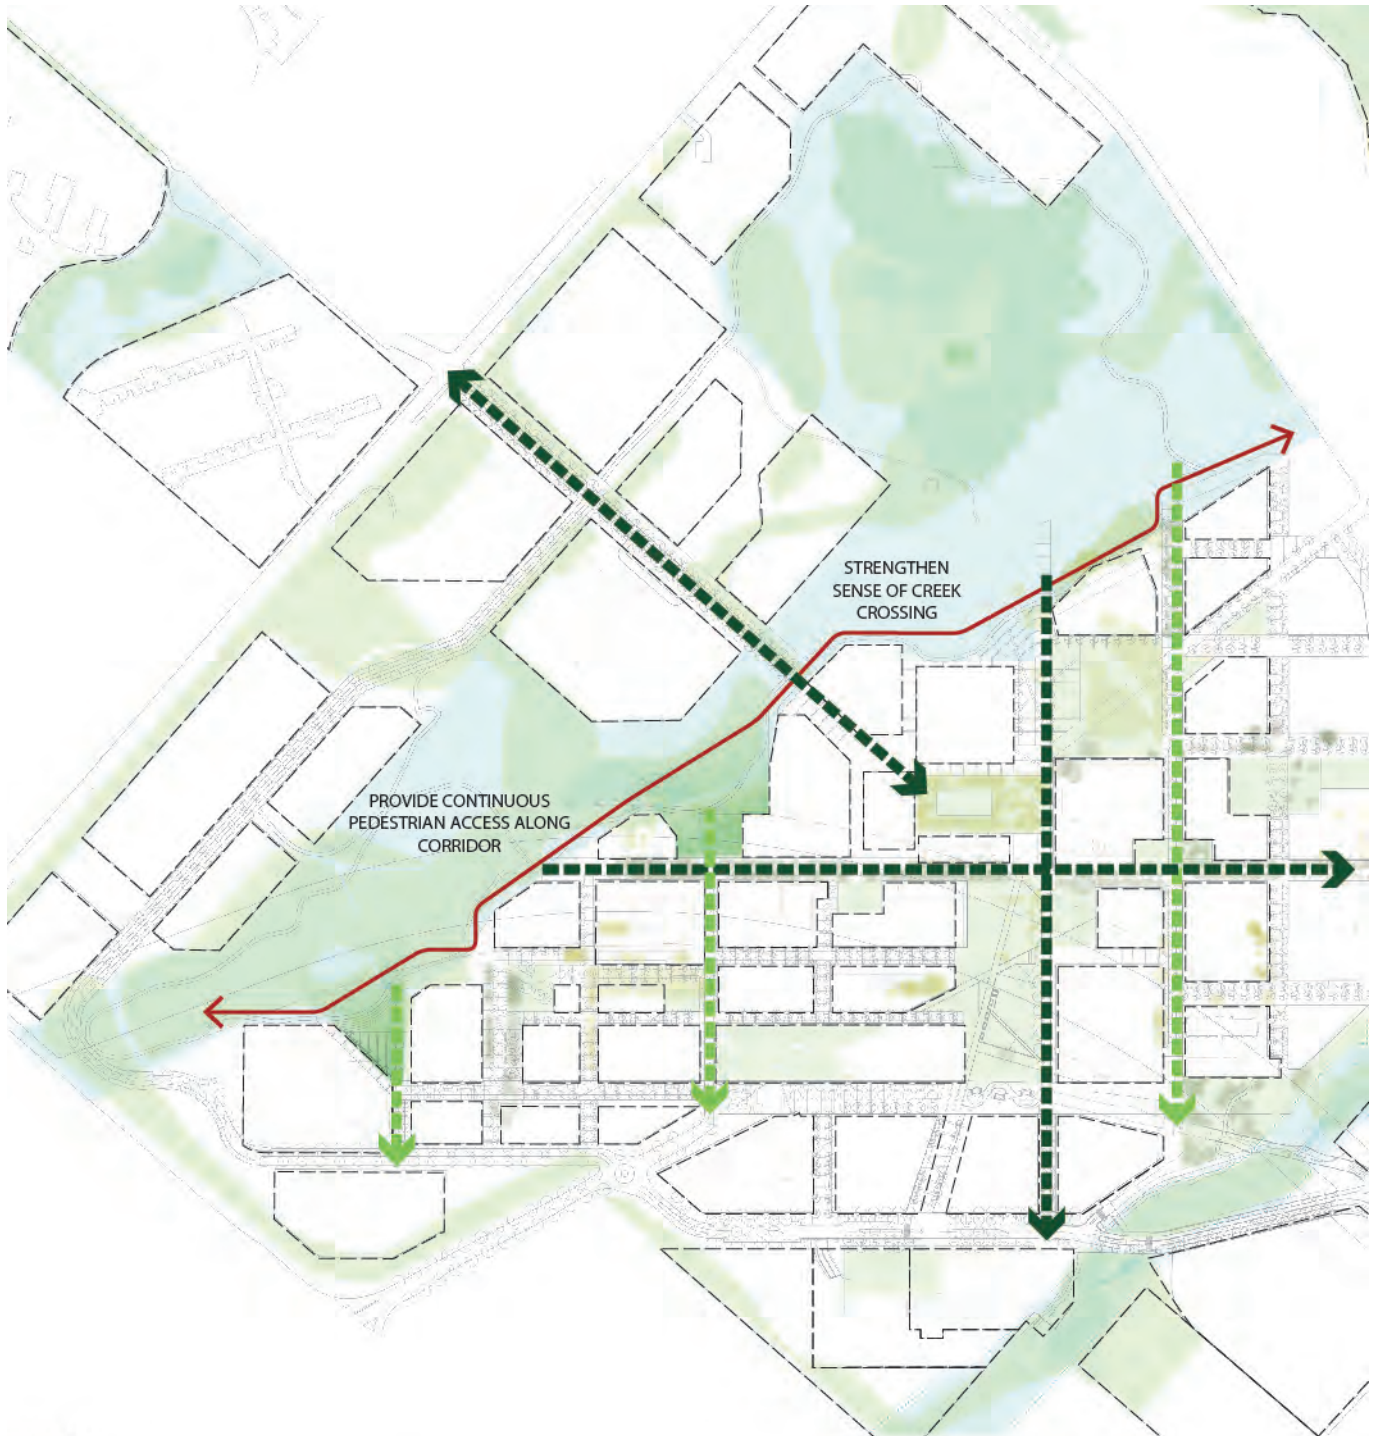 STRENGTHEN
SENSE OF CREEK
CROSSING
PROVIDE CONTINUOUS
PEDESTRIAN ACCESS ALONG
CORRIDOR